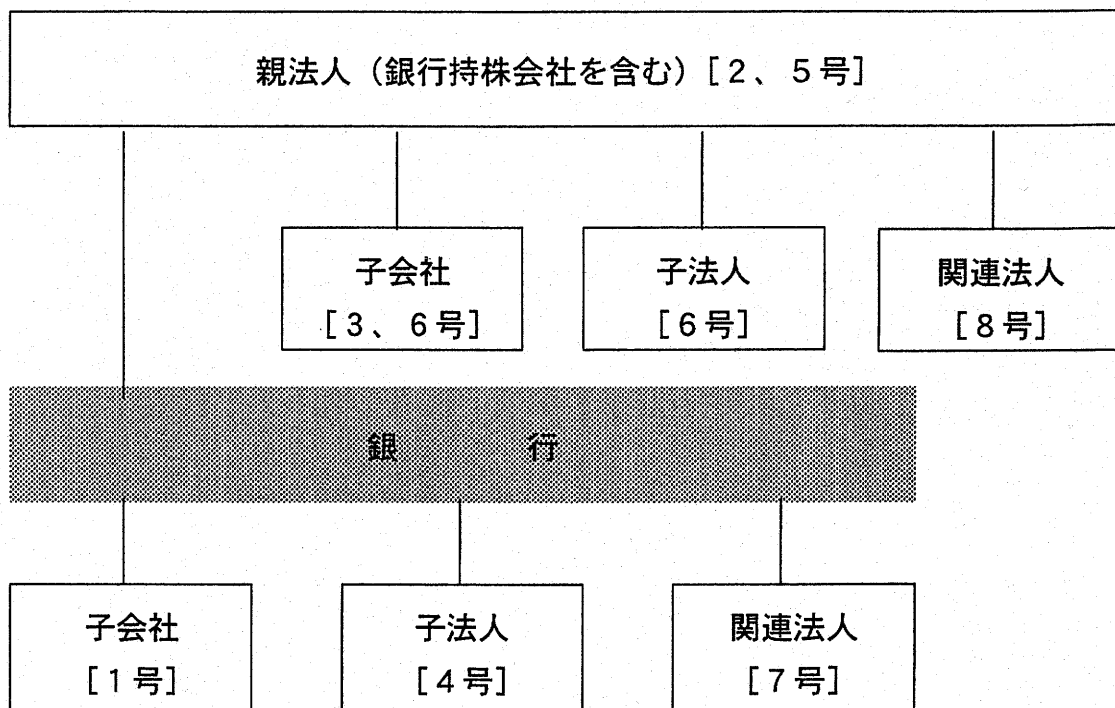 親法人（銀行持株会社を含む）［２、５号］
子会社
［３、６号］
子法人
［６号］
関連法人
［８号］
銀　　　行
子会社
［１号］
子法人
［４号］
関連法人
［７号］